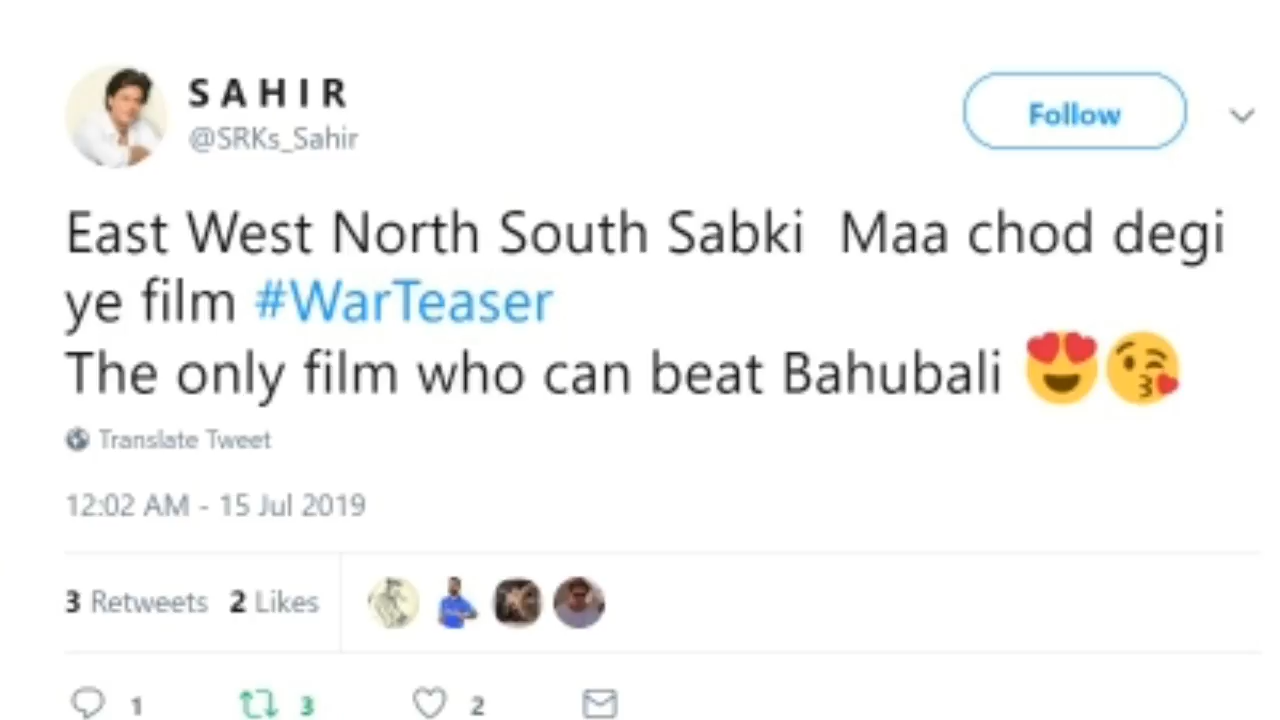 SAHIR
@SRKs_Sahir
Follow
East West North South Sabki Maa chod degi
ye film #WarTeaser
The only film who can beat Bahubali 😍😘
Translate Tweet
12:02 AM - 15 Jul 2019
3 Retweets 2 Likes
1 3 2